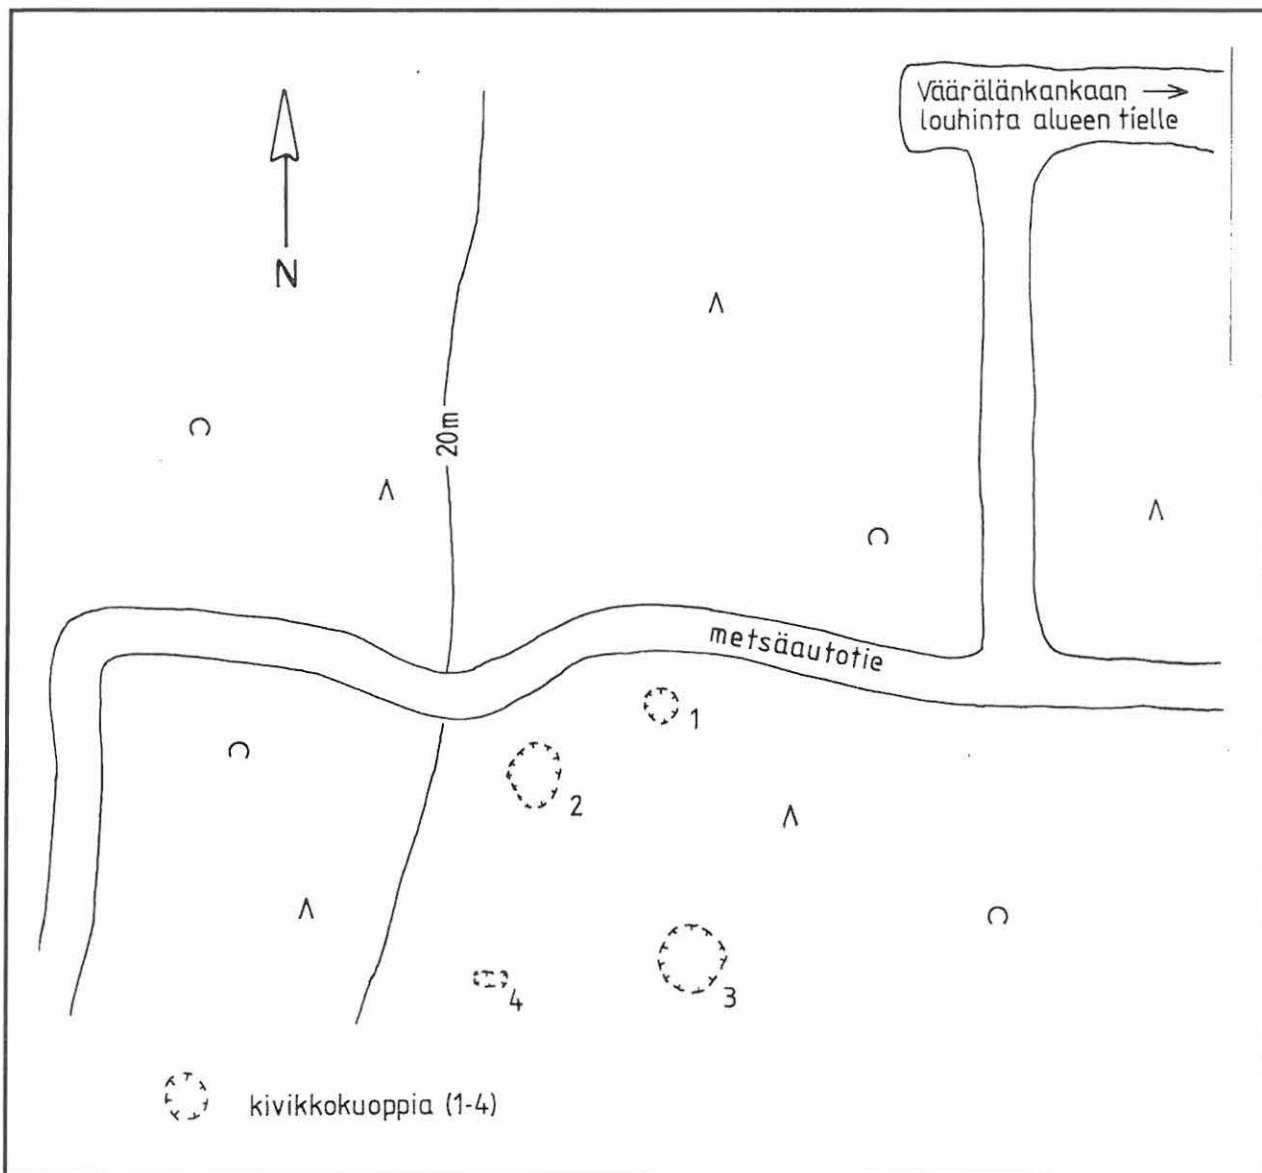 Väärälänkankaan →
louhinta alueen tielle
N
20m
metsäautotie
1
2
3
4
kivikkokuoppia (1-4)